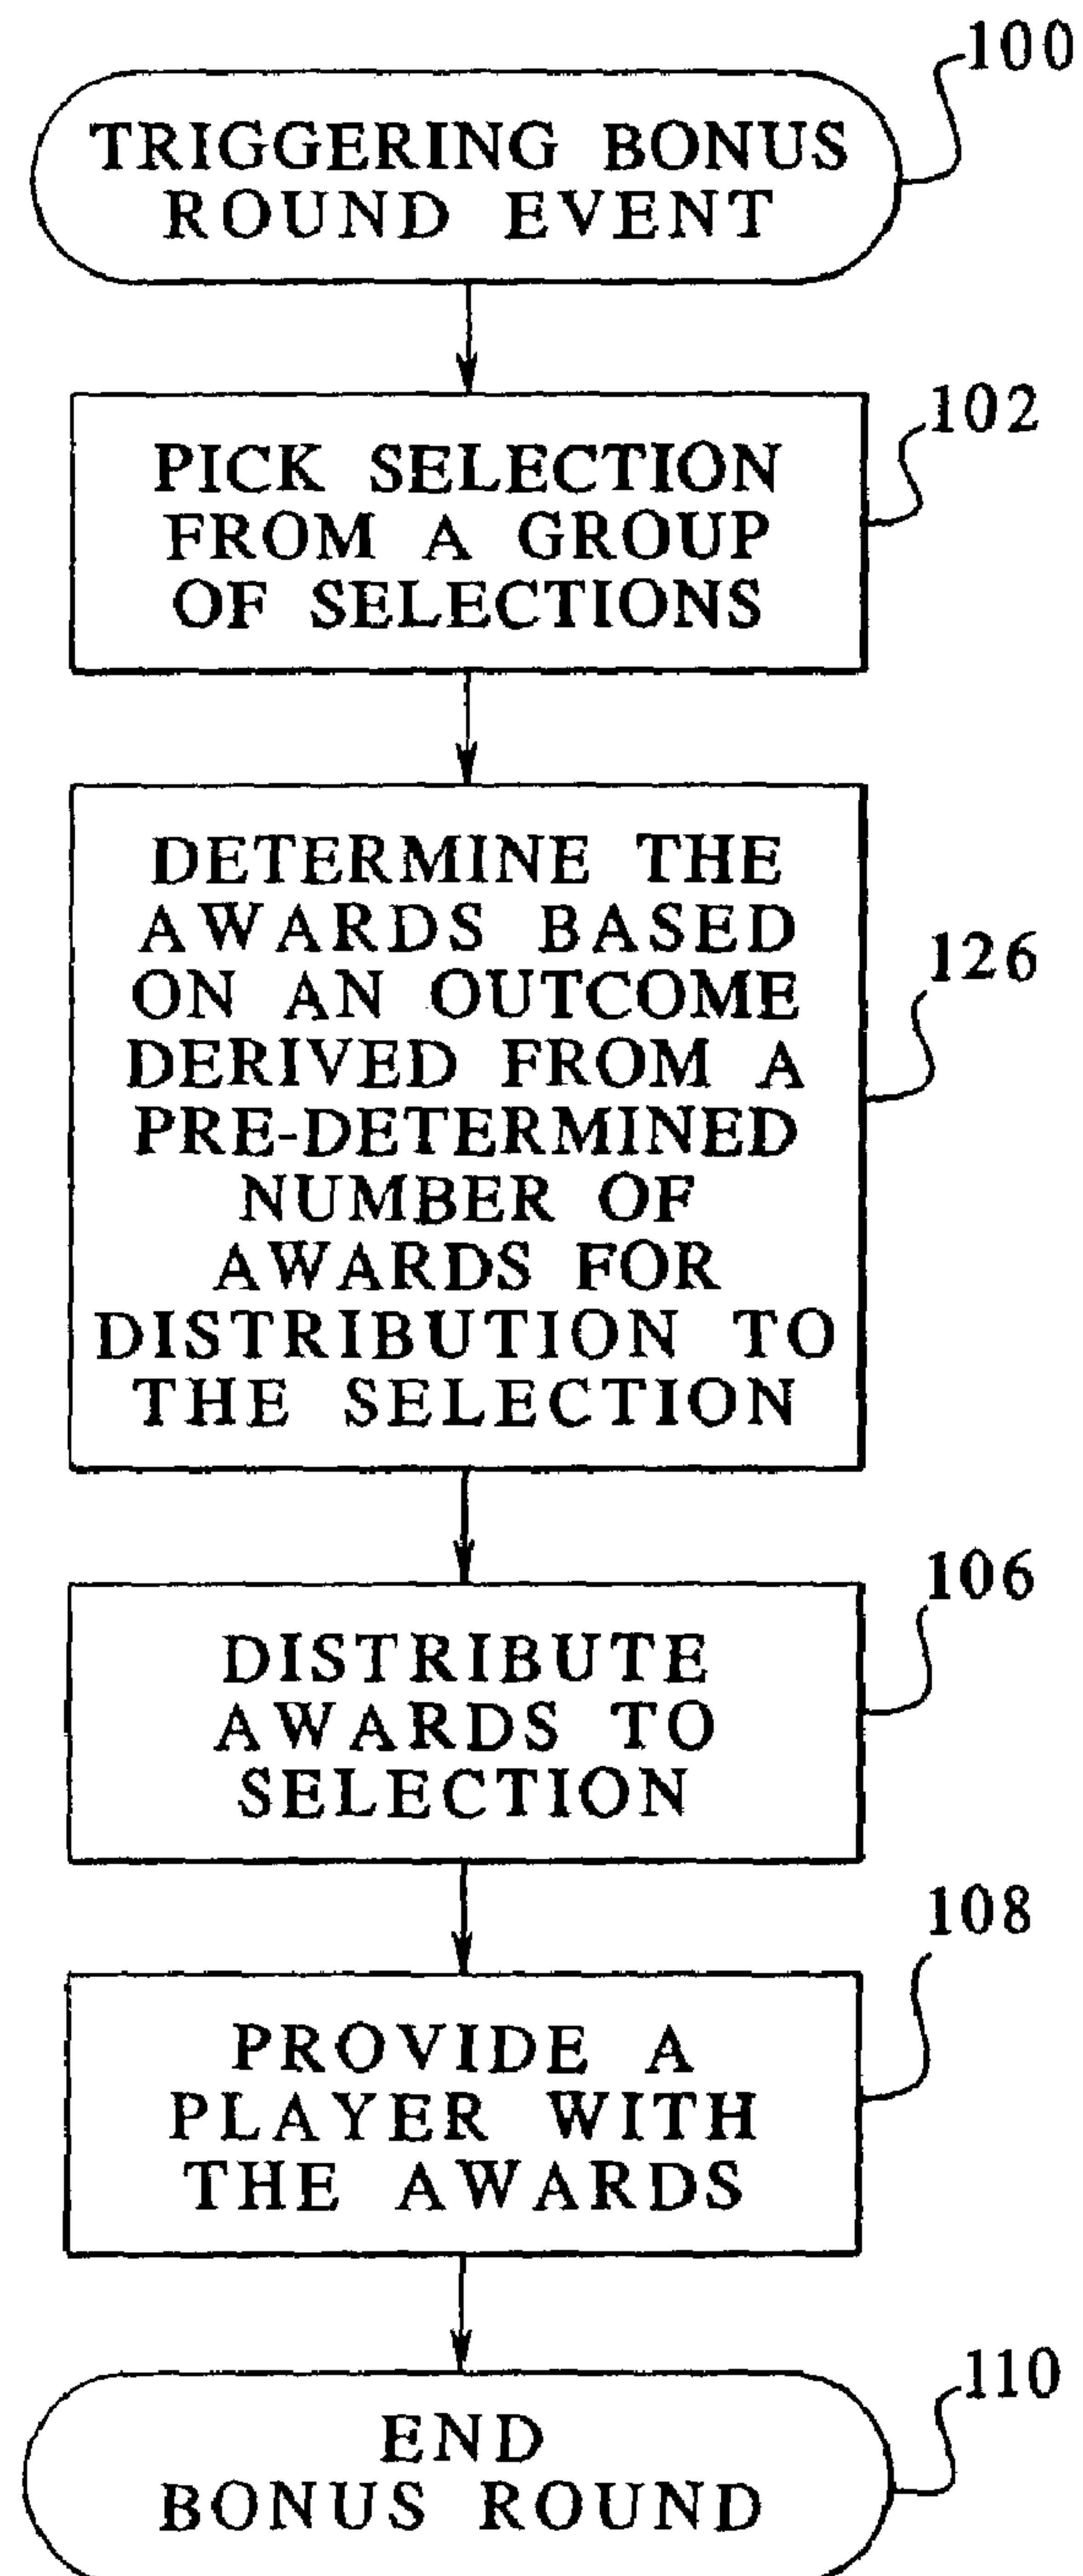 100
TRIGGERING BONUS
ROUND EVENT
102
PICK SELECTION
FROM A GROUP
OF SELECTIONS
126
DETERMINE THE
AWARDS BASED
ON AN OUTCOME
DERIVED FROM A
PRE-DETERMINED
NUMBER OF
AWARDS FOR
DISTRIBUTION TO
THE SELECTION
106
DISTRIBUTE
AWARDS TO
SELECTION
108
PROVIDE A
PLAYER WITH
THE AWARDS
110
END
BONUS ROUND